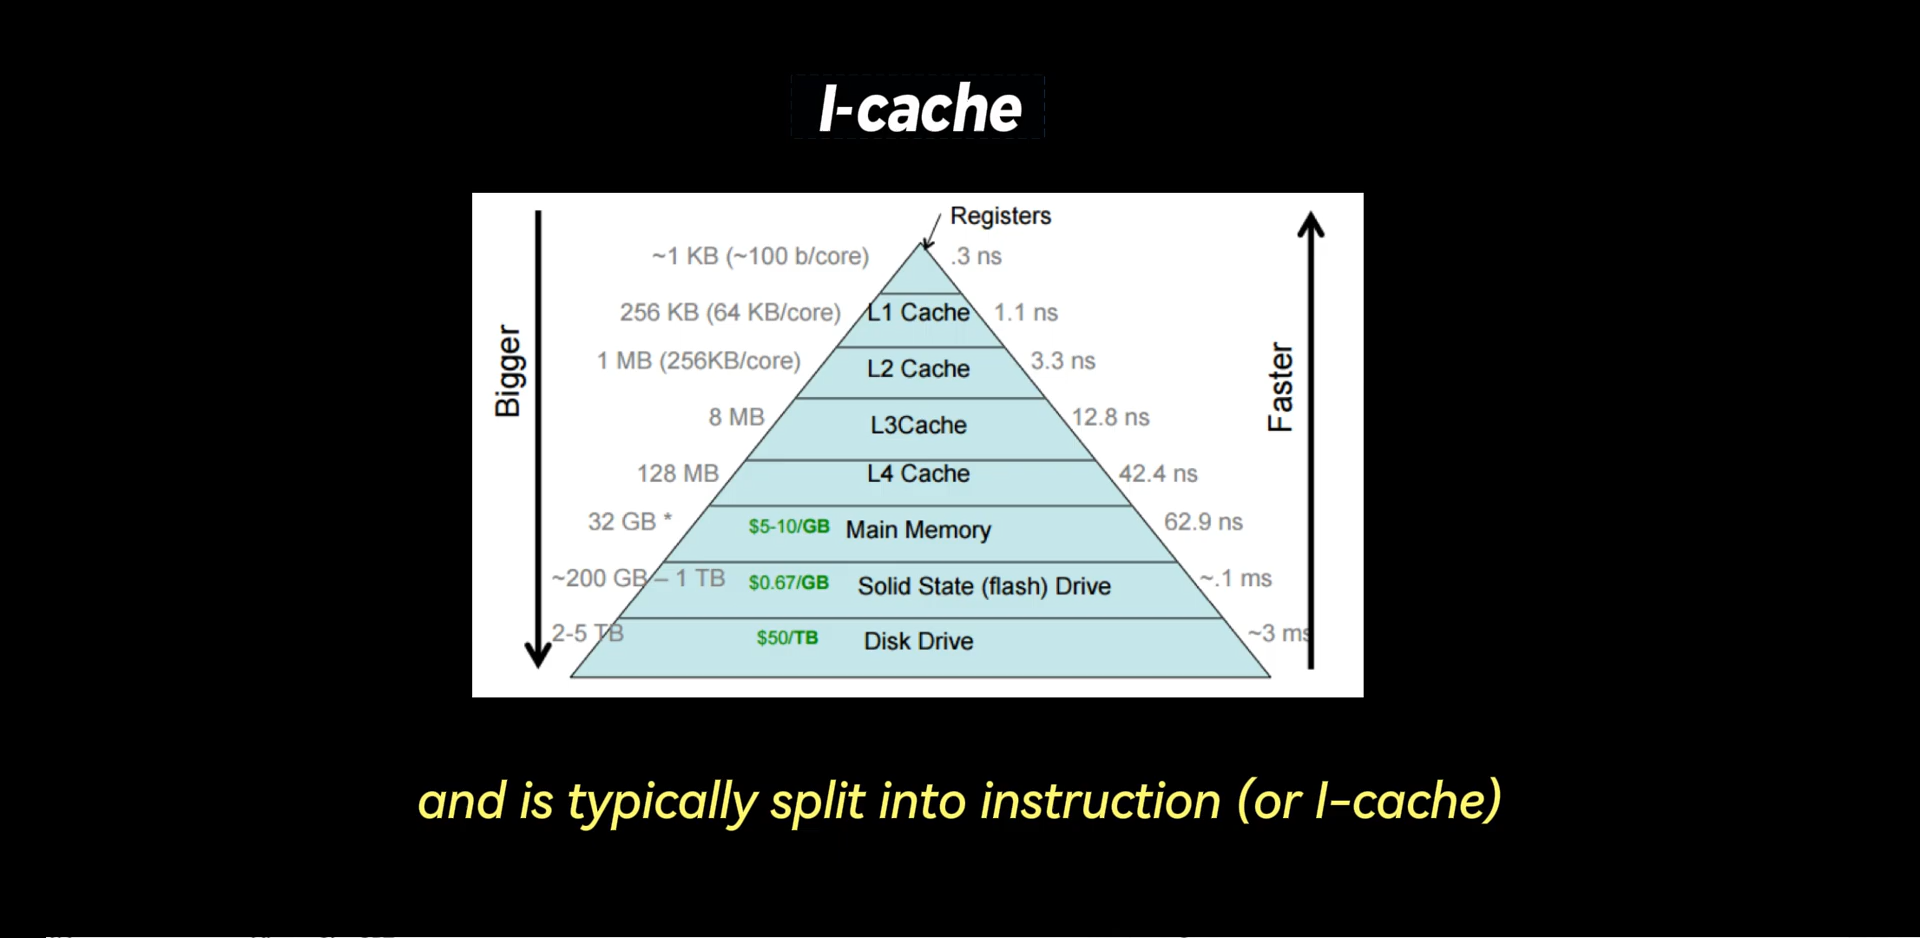 I-cache
Registers
~1 KB (~100 b/core) .3 ns
256 KB (64 KB/core) L1 Cache 1.1 ns
1 MB (256KB/core) L2 Cache 3.3 ns
8 MB L3Cache 12.8 ns
128 MB L4 Cache 42.4 ns
32 GB * $5-10/GB Main Memory 62.9 ns
~200 GB – 1 TB $0.67/GB Solid State (flash) Drive ~.1 ms
2-5 TB $50/TB Disk Drive ~3 ms
Bigger
Faster
and is typically split into instruction (or I-cache)